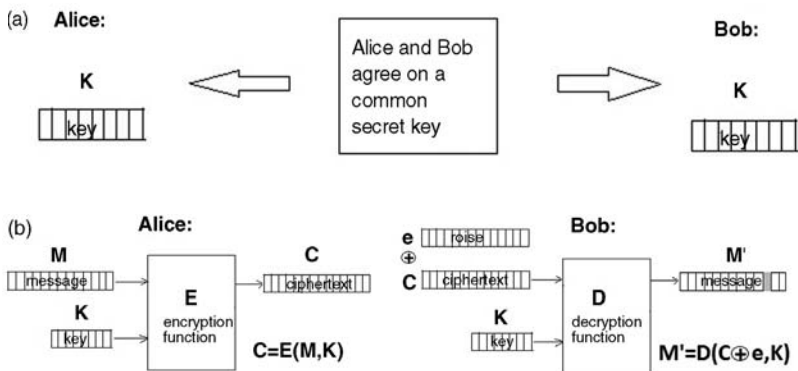 (a)
Alice:
K
key
Alice and Bob
agree on a
common
secret key
Bob:
K
key
(b)
Alice:
M
message
K
key
E
encryption
function
C
ciphertext
C=E(M,K)
Bob:
e
roise
⊕
C
ciphertext
K
key
D
decryption
function
M'
message
M'=D(C⊕e,K)